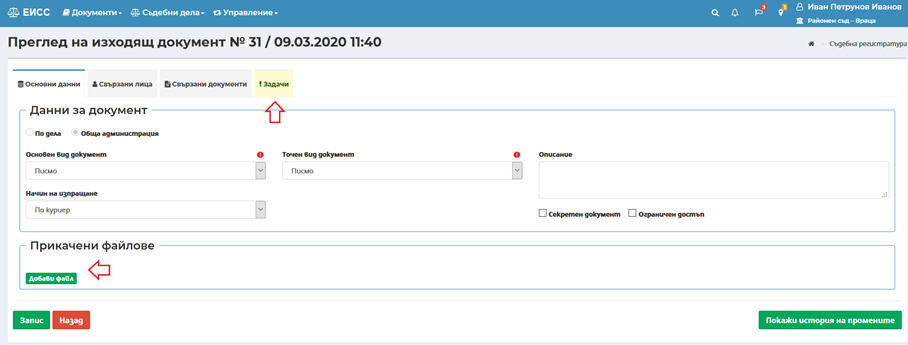 ЕИСС Документи Съдебни дела Управление 3 3 Иван Петрунов Иванов
Районен съд – Враца
Преглед на изходящ документ № 31 / 09.03.2020 11:40
Съдебна регистратура
Основни данни Свързани лица Свързани документи Задачи
Данни за документ
По дела Обща администрация
Основен вид документ Точен вид документ Описание
Писмо Писмо
Начин на изпращане
По куриер
Секретен документ Ограничен достъп
Прикачени файлове
Добави файл
Запис Назад Покажи история на промените